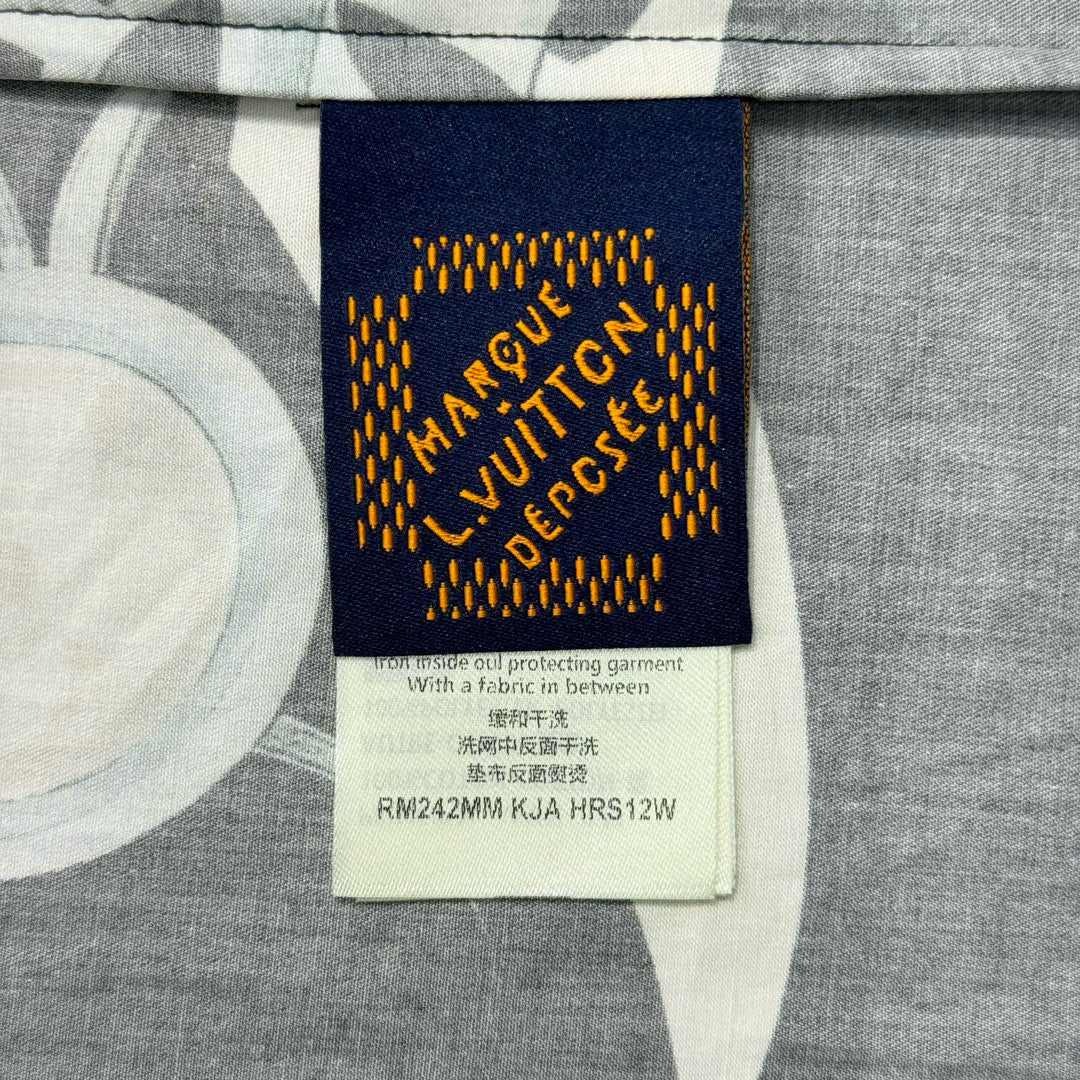 MARQUE
L.VUITTON
DÉPOSÉE
Iron inside oul protecting garment
With a fabric in between
缓和干洗
洗网中反面干洗
垫布反面熨烫
RM242MM KJA HRS12W